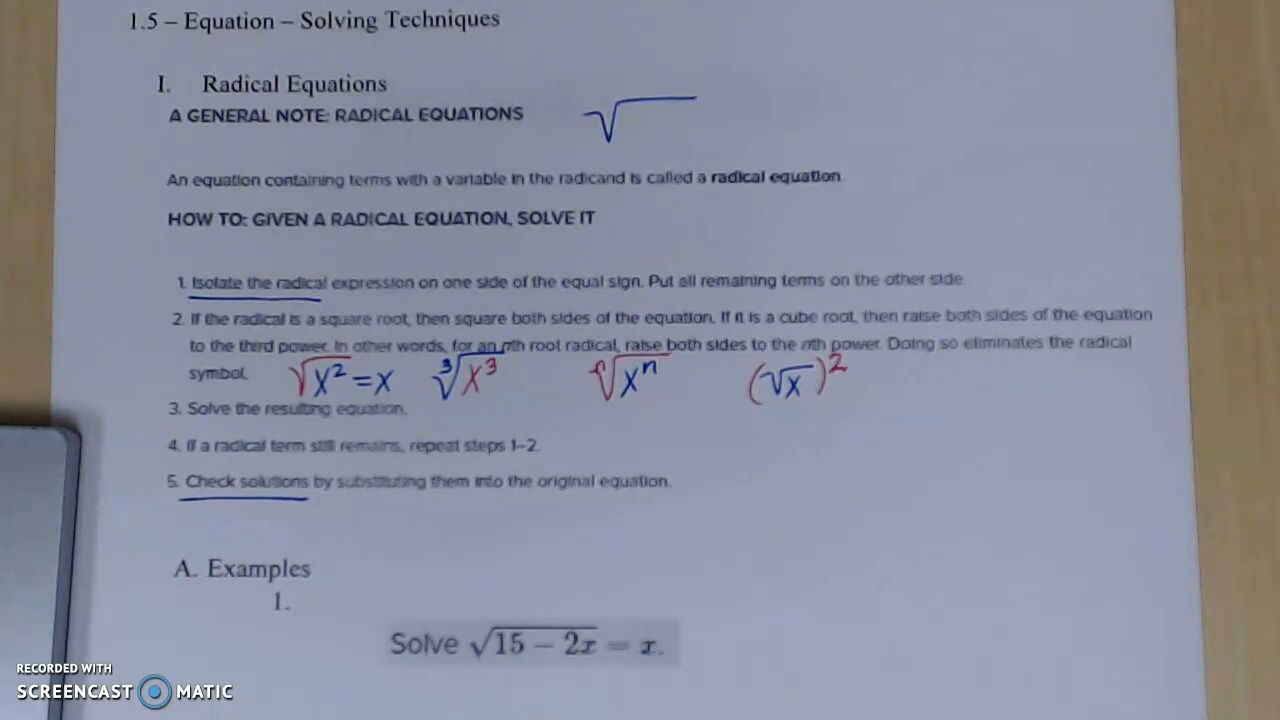 1.5 – Equation – Solving Techniques
I. Radical Equations
A GENERAL NOTE: RADICAL EQUATIONS
√
An equation containing terms with a variable in the radicand is called a radical equation.
HOW TO: GIVEN A RADICAL EQUATION, SOLVE IT
1. Isolate the radical expression on one side of the equal sign. Put all remaining terms on the other side.
2. If the radical is a square root, then square both sides of the equation. If it is a cube root, then raise both sides of the equation
to the third power. In other words, for an nth root radical, raise both sides to the nth power. Doing so eliminates the radical
symbol.
√x² = x ³√x³ ⁿ√xⁿ (√x)²
3. Solve the resulting equation.
4. If a radical term still remains, repeat steps 1–2.
5. Check solutions by substituting them into the original equation.
A. Examples
1.
Solve √15 − 2x = x.
RECORDED WITH
SCREENCAST MATIC